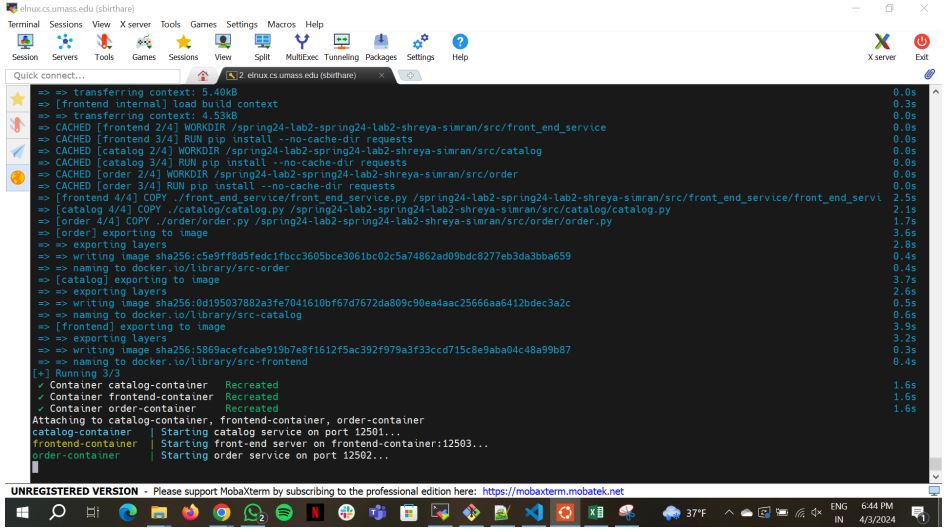 elnux.cs.umass.edu (sbirthare)
Terminal Sessions View X server Tools Games Settings Macros Help
Session Servers Tools Games Sessions View Split MultiExec Tunneling Packages Settings Help X server Exit
Quick connect...
2. elnux.cs.umass.edu (sbirthare)
=> => transferring context: 5.40kB 0.0s
=> [frontend internal] load build context 0.3s
=> => transferring context: 4.53kB 0.0s
=> CACHED [frontend 2/4] WORKDIR /spring24-lab2-spring24-lab2-shreya-simran/src/front_end_service 0.0s
=> CACHED [frontend 3/4] RUN pip install --no-cache-dir requests 0.0s
=> CACHED [catalog 2/4] WORKDIR /spring24-lab2-spring24-lab2-shreya-simran/src/catalog 0.0s
=> CACHED [catalog 3/4] RUN pip install --no-cache-dir requests 0.0s
=> CACHED [order 2/4] WORKDIR /spring24-lab2-spring24-lab2-shreya-simran/src/order 0.0s
=> CACHED [order 3/4] RUN pip install --no-cache-dir requests 0.0s
=> [frontend 4/4] COPY ./front_end_service/front_end_service.py /spring24-lab2-spring24-lab2-shreya-simran/src/front_end_service/front_end_servi 2.5s
=> [catalog 4/4] COPY ./catalog/catalog.py /spring24-lab2-spring24-lab2-shreya-simran/src/catalog/catalog.py 2.1s
=> [order 4/4] COPY ./order/order.py /spring24-lab2-spring24-lab2-shreya-simran/src/order/order.py 1.7s
=> [order] exporting to image 3.6s
=> => exporting layers 2.8s
=> => writing image sha256:c5e9ff8d5fedc1fbcc3605bce3061bc02c5a74862ad09bdc8277eb3da3bba659 0.4s
=> => naming to docker.io/library/src-order 0.4s
=> [catalog] exporting to image 3.7s
=> => exporting layers 2.6s
=> => writing image sha256:0d195037882a3fe7041610bf67d7672da809c90ea4aac25666aa6412bdec3a2c 0.5s
=> => naming to docker.io/library/src-catalog 0.6s
=> [frontend] exporting to image 3.9s
=> => exporting layers 3.2s
=> => writing image sha256:5869acefcabe919b7e8f1612f5ac392f979a3f33ccd715c8e9aba04c48a99b87 0.3s
=> => naming to docker.io/library/src-frontend 0.4s
[+] Running 3/3
✔ Container catalog-container Recreated 1.6s
✔ Container frontend-container Recreated 1.6s
✔ Container order-container Recreated 1.6s
Attaching to catalog-container, frontend-container, order-container
catalog-container | Starting catalog service on port 12501...
frontend-container | Starting front-end server on frontend-container:12503...
order-container | Starting order service on port 12502...
UNREGISTERED VERSION - Please support MobaXterm by subscribing to the professional edition here: https://mobaxterm.mobatek.net
2 37°F ENG 6:44 PM
IN 4/3/2024 1